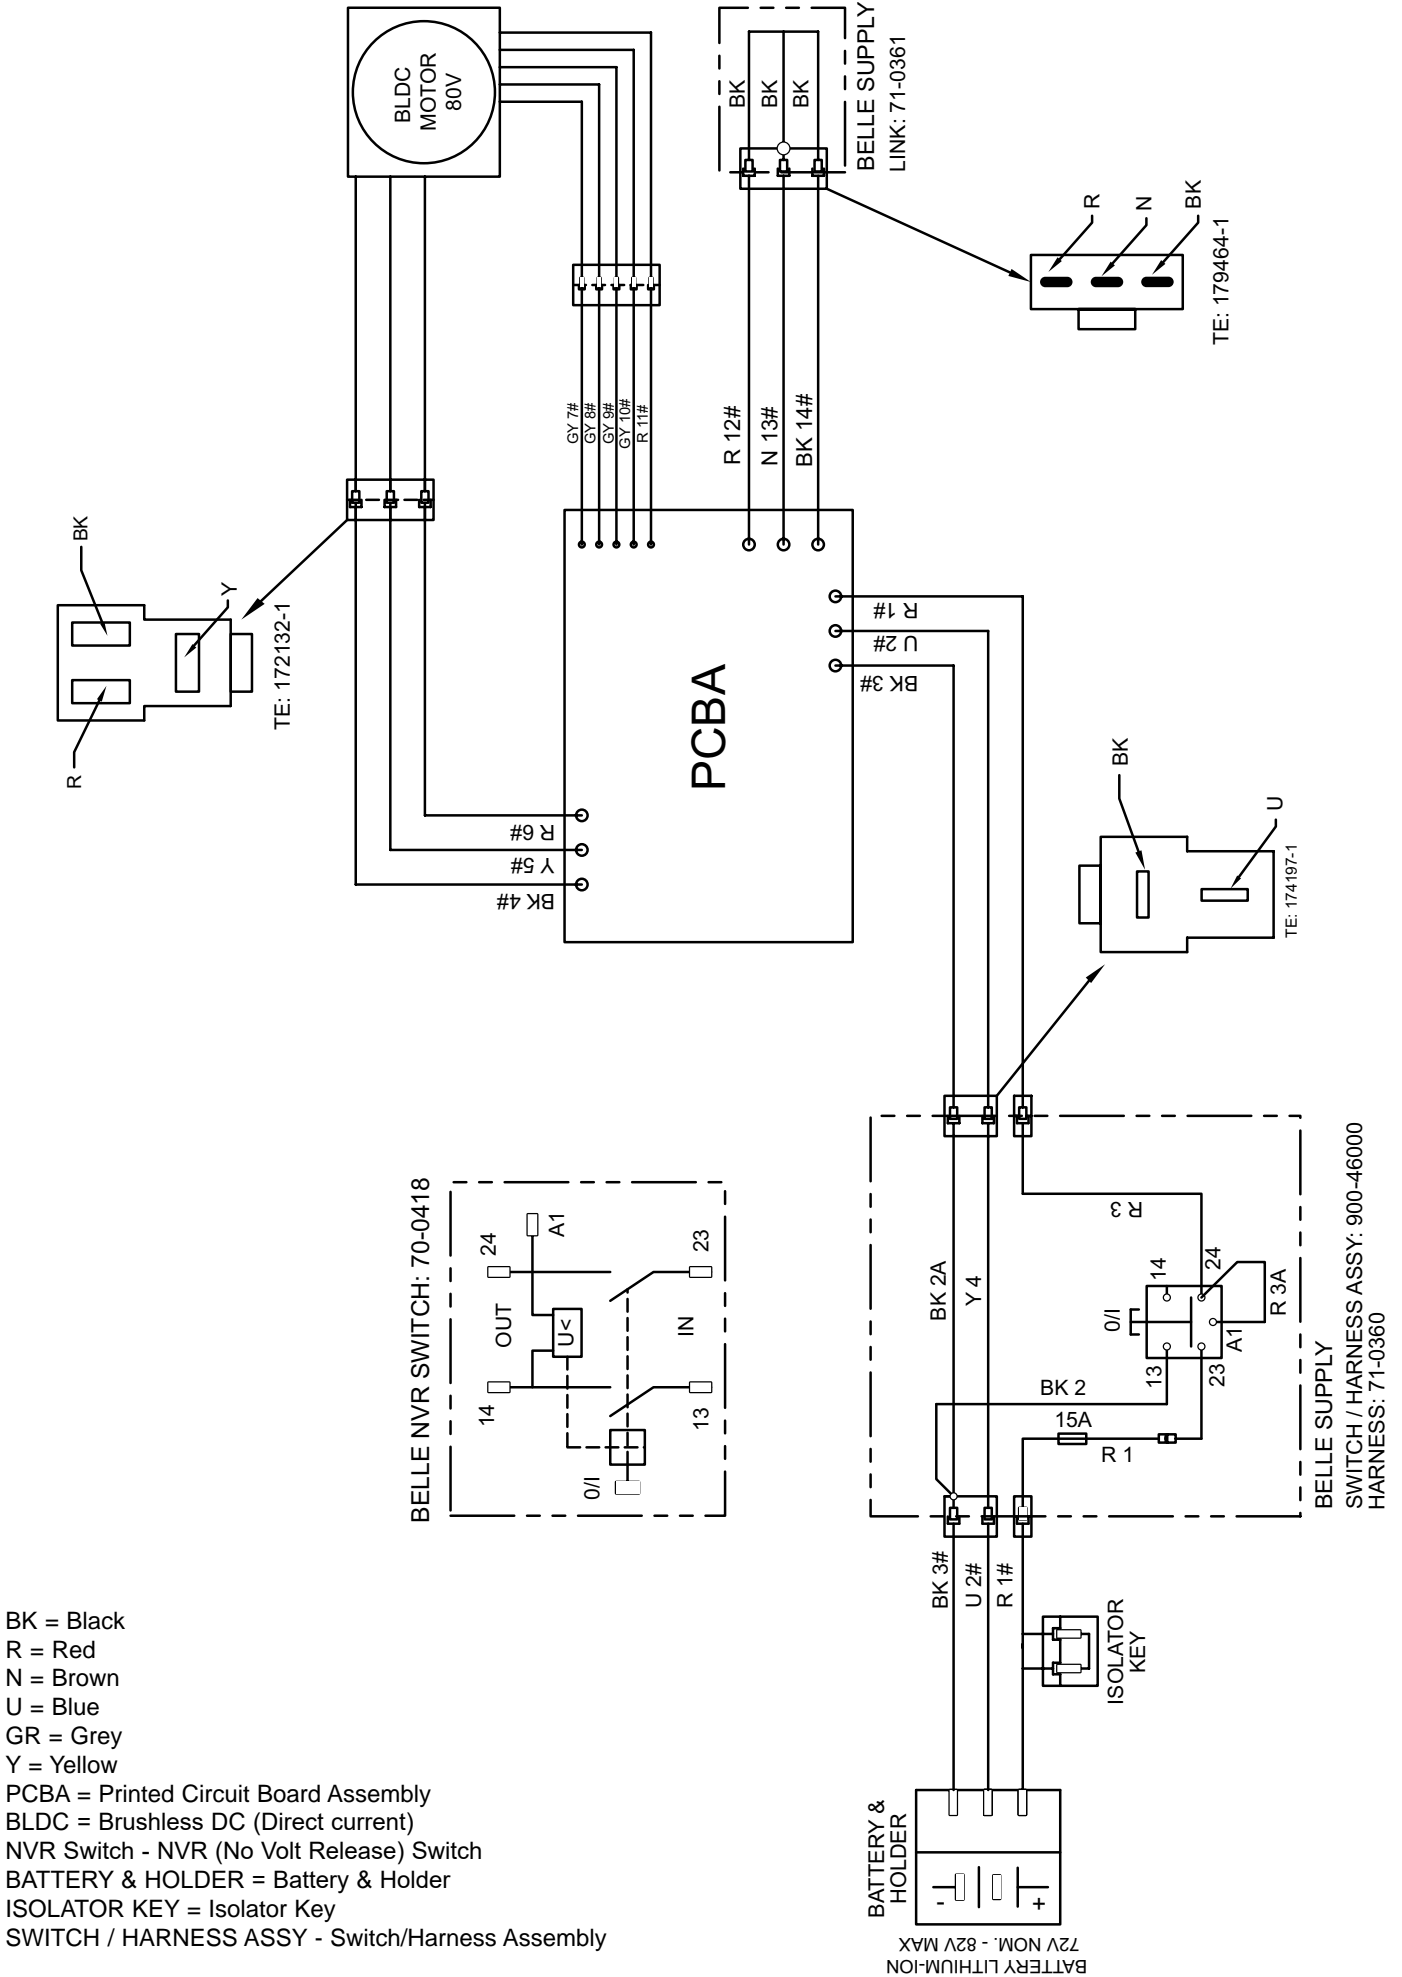 BLDC
MOTOR
80V
BK
BK
BK
BELLE SUPPLY
LINK: 71-0361
R
N
BK
TE: 179464-1
GY 7#
GY 8#
GY 9#
GY 10#
R 11#
R 12#
N 13#
BK 14#
BK
Y
R
TE: 172132-1
R 1#
U 2#
BK 3#
PCBA
R 6#
Y 5#
BK 4#
BK
U
TE: 174197-1
BELLE NVR SWITCH: 70-0418
24
A1
OUT
U<
14
23
IN
13
0/I
BK 2A
Y 4
R 3
14
24
0/I
R 3A
A1
13
23
BK 2
15A
R 1
BELLE SUPPLY
SWITCH / HARNESS ASSY: 900-46000
HARNESS: 71-0360
BK 3#
U 2#
R 1#
ISOLATOR
KEY
BATTERY &
HOLDER
-
+
BATTERY LITHIUM-ION
72V NOM. - 82V MAX
BK = Black
R = Red
N = Brown
U = Blue
GR = Grey
Y = Yellow
PCBA = Printed Circuit Board Assembly
BLDC = Brushless DC (Direct current)
NVR Switch - NVR (No Volt Release) Switch
BATTERY & HOLDER = Battery & Holder
ISOLATOR KEY = Isolator Key
SWITCH / HARNESS ASSY - Switch/Harness Assembly